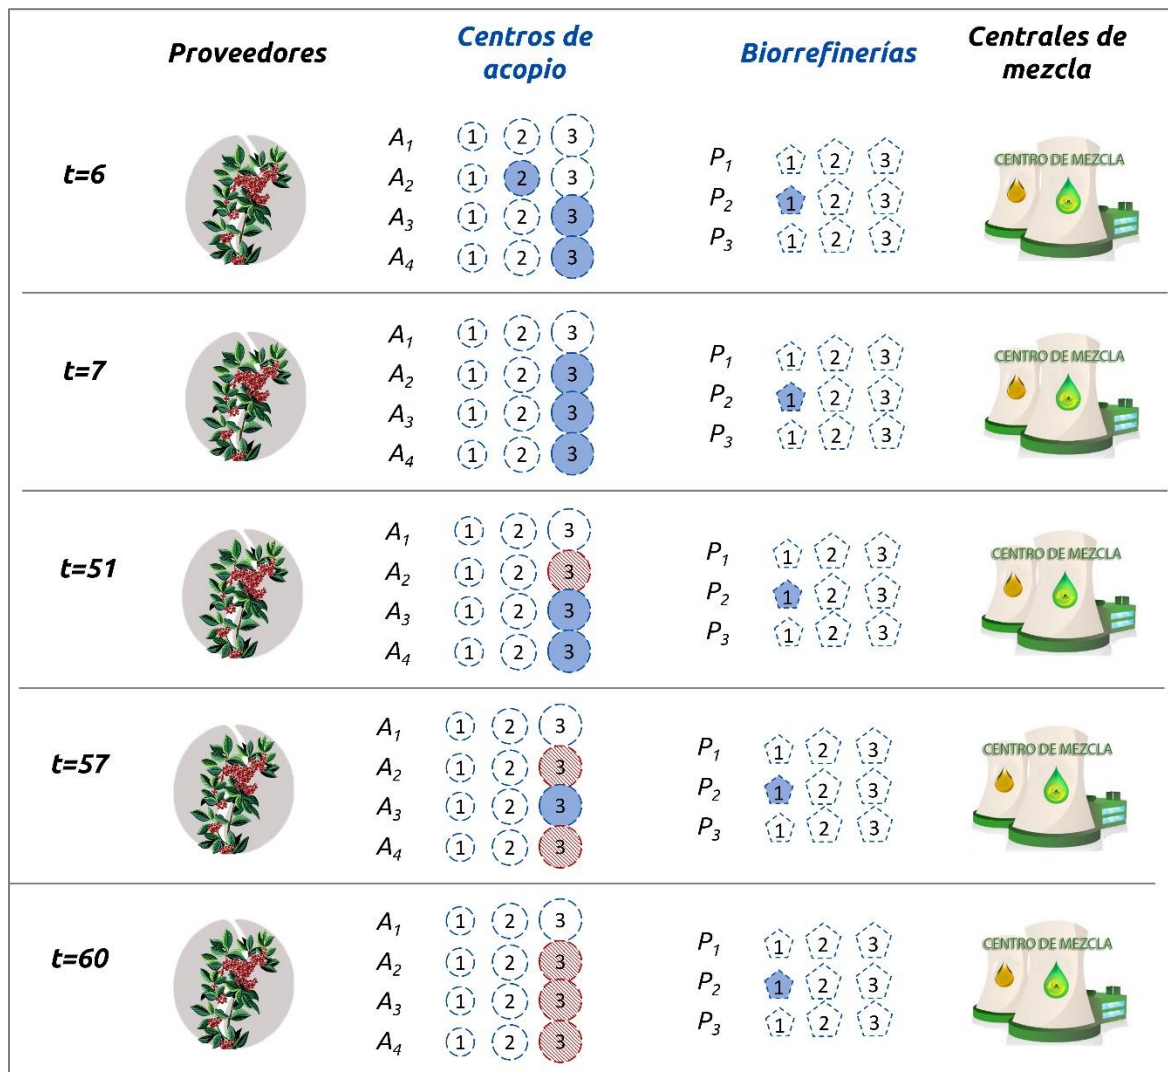 Proveedores
Centros de
acopio
Biorrefinerías
Centrales de
mezcla
t=6
A1 1 2 3
A2 1 2 3
A3 1 2 3
A4 1 2 3
P1 1 2 3
P2 1 2 3
P3 1 2 3
CENTRO DE MEZCLA
t=7
A1 1 2 3
A2 1 2 3
A3 1 2 3
A4 1 2 3
P1 1 2 3
P2 1 2 3
P3 1 2 3
CENTRO DE MEZCLA
t=51
A1 1 2 3
A2 1 2 3
A3 1 2 3
A4 1 2 3
P1 1 2 3
P2 1 2 3
P3 1 2 3
CENTRO DE MEZCLA
t=57
A1 1 2 3
A2 1 2 3
A3 1 2 3
A4 1 2 3
P1 1 2 3
P2 1 2 3
P3 1 2 3
CENTRO DE MEZCLA
t=60
A1 1 2 3
A2 1 2 3
A3 1 2 3
A4 1 2 3
P1 1 2 3
P2 1 2 3
P3 1 2 3
CENTRO DE MEZCLA